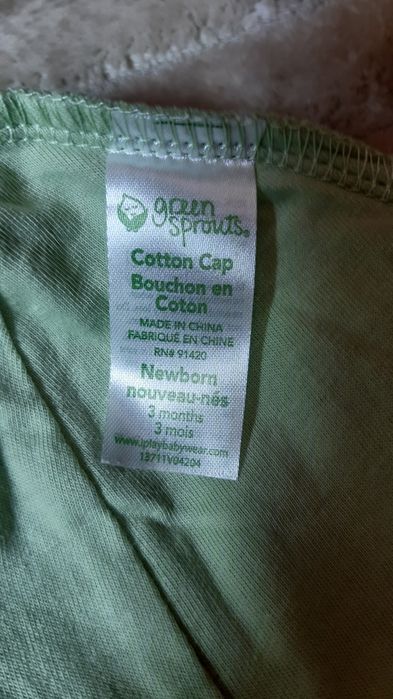 green
sprouts®
Cotton Cap
Bouchon en
Coton
MADE IN CHINA
FABRIQUÉ EN CHINE
RN# 91420
Newborn
nouveau-nés
3 months
3 mois
www.iplaybabywear.com
13711V04204